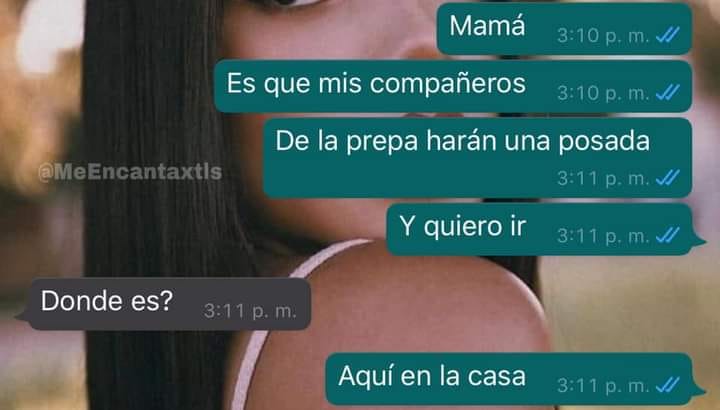 Mamá 3:10 p. m.
Es que mis compañeros 3:10 p. m.
De la prepa harán una posada
3:11 p. m.
@MeEncantaxtls
Y quiero ir 3:11 p. m.
Donde es? 3:11 p. m.
Aquí en la casa 3:11 p. m.